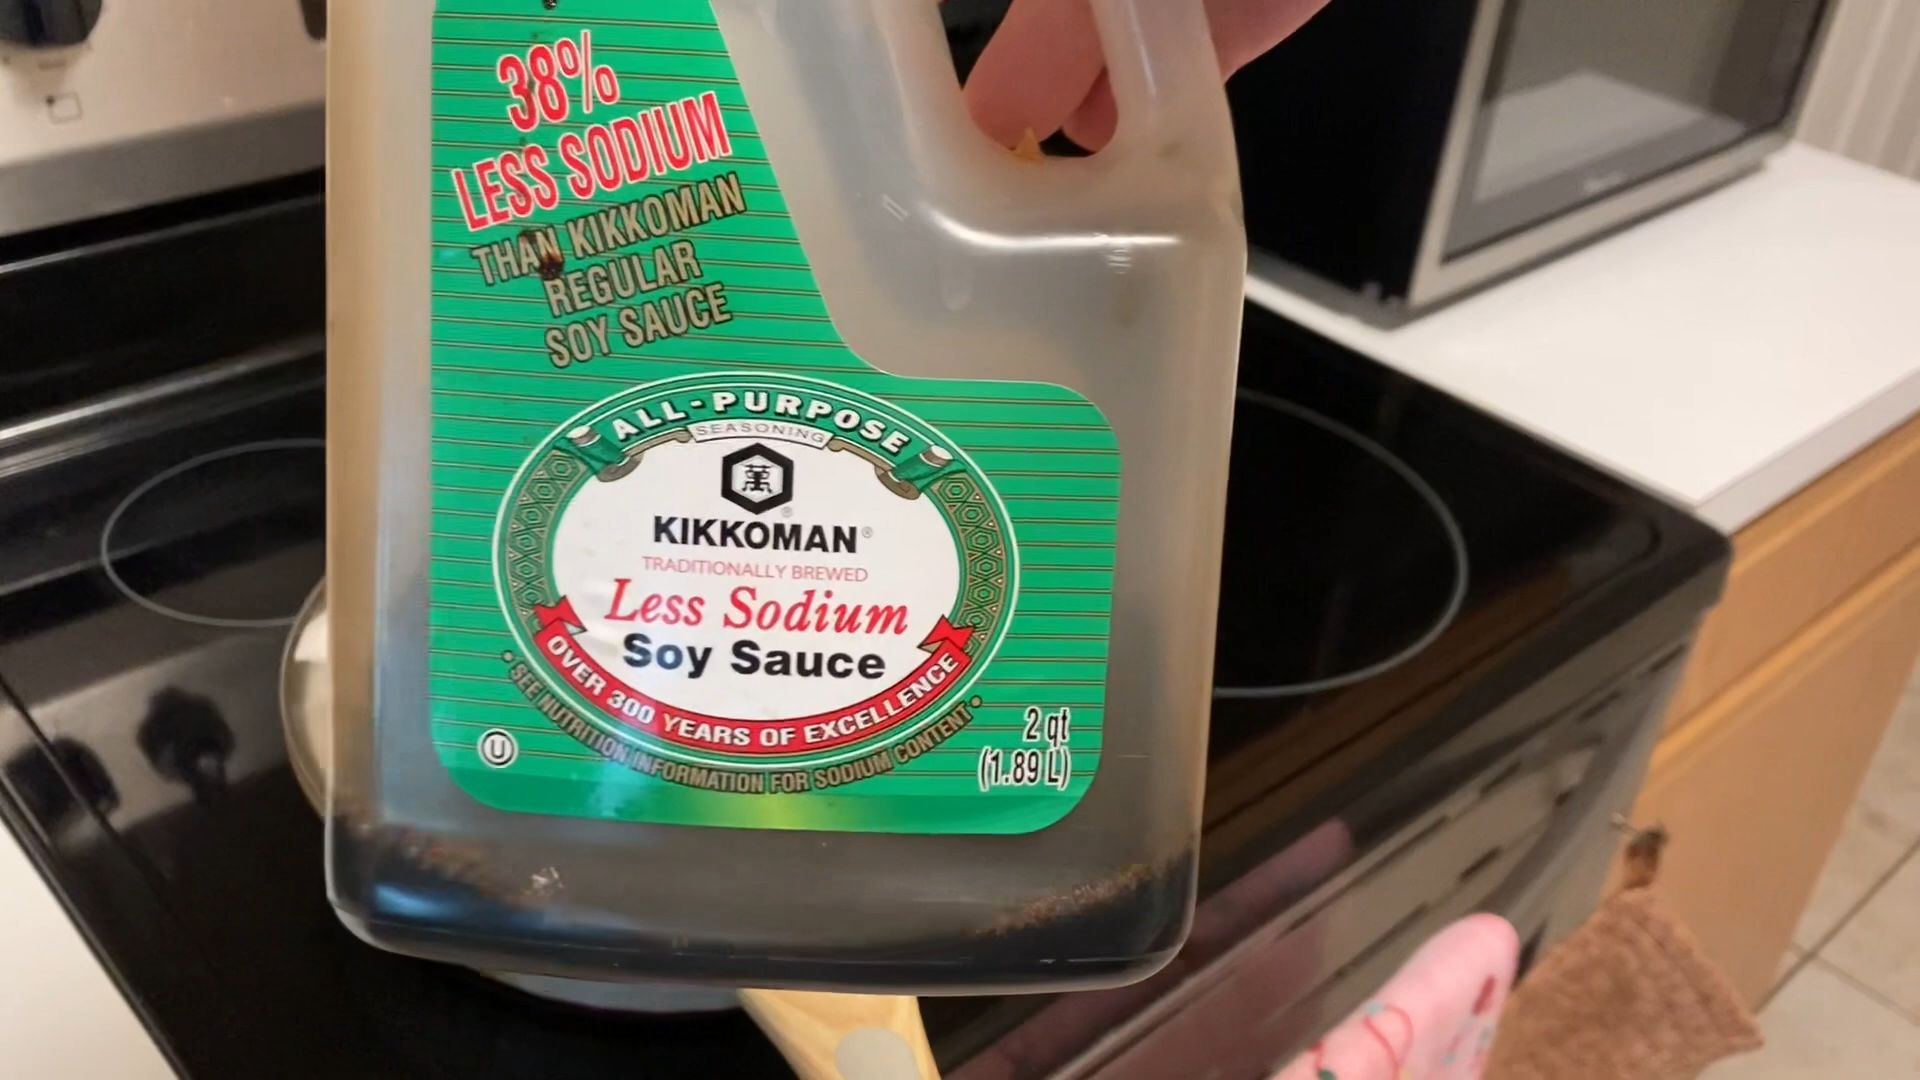 38%
LESS SODIUM
THAN KIKKOMAN
REGULAR
SOY SAUCE
ALL-PURPOSE
SEASONING
萬
®
KIKKOMAN®
TRADITIONALLY BREWED
Less Sodium
Soy Sauce
OVER 300 YEARS OF EXCELLENCE
• SEE NUTRITION INFORMATION FOR SODIUM CONTENT •
U
2 qt
(1.89 L)